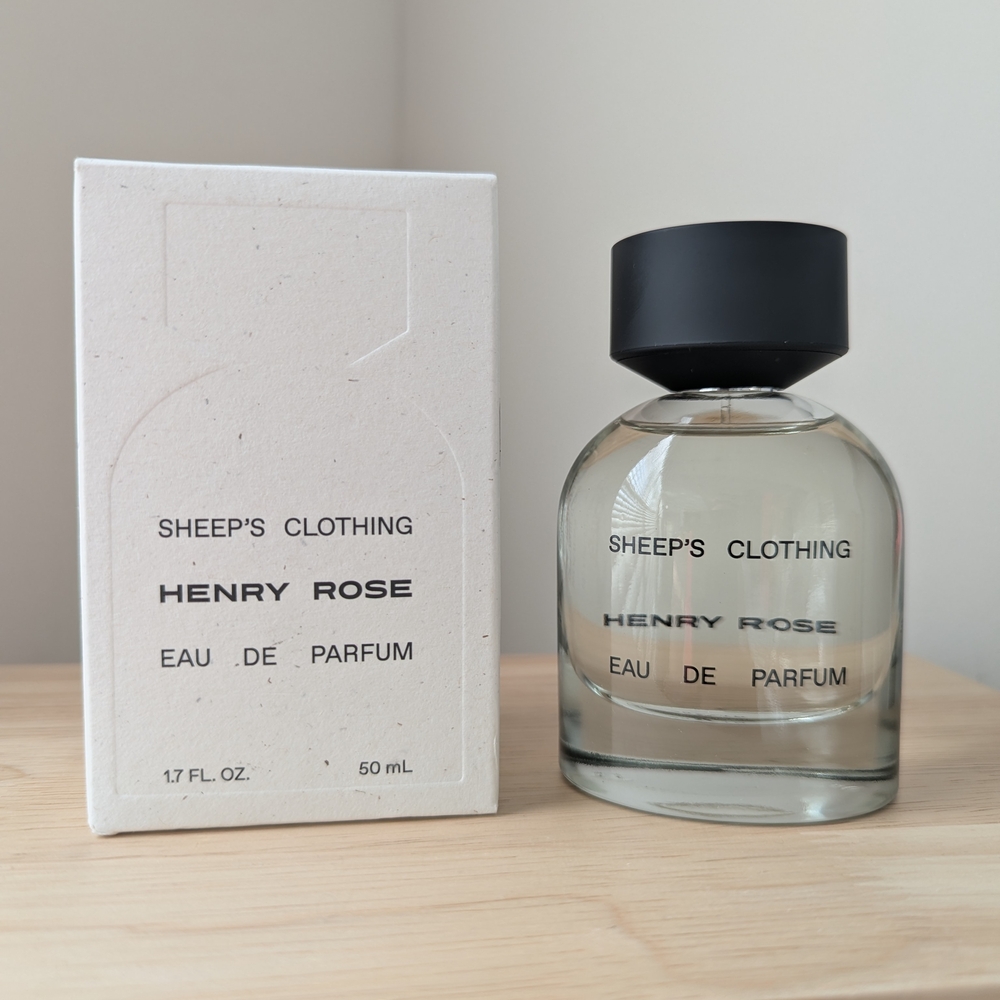 SHEEP'S CLOTHING
HENRY ROSE
EAU DE PARFUM
1.7 FL. OZ. 50 mL
SHEEP'S CLOTHING
HENRY ROSE
EAU DE PARFUM